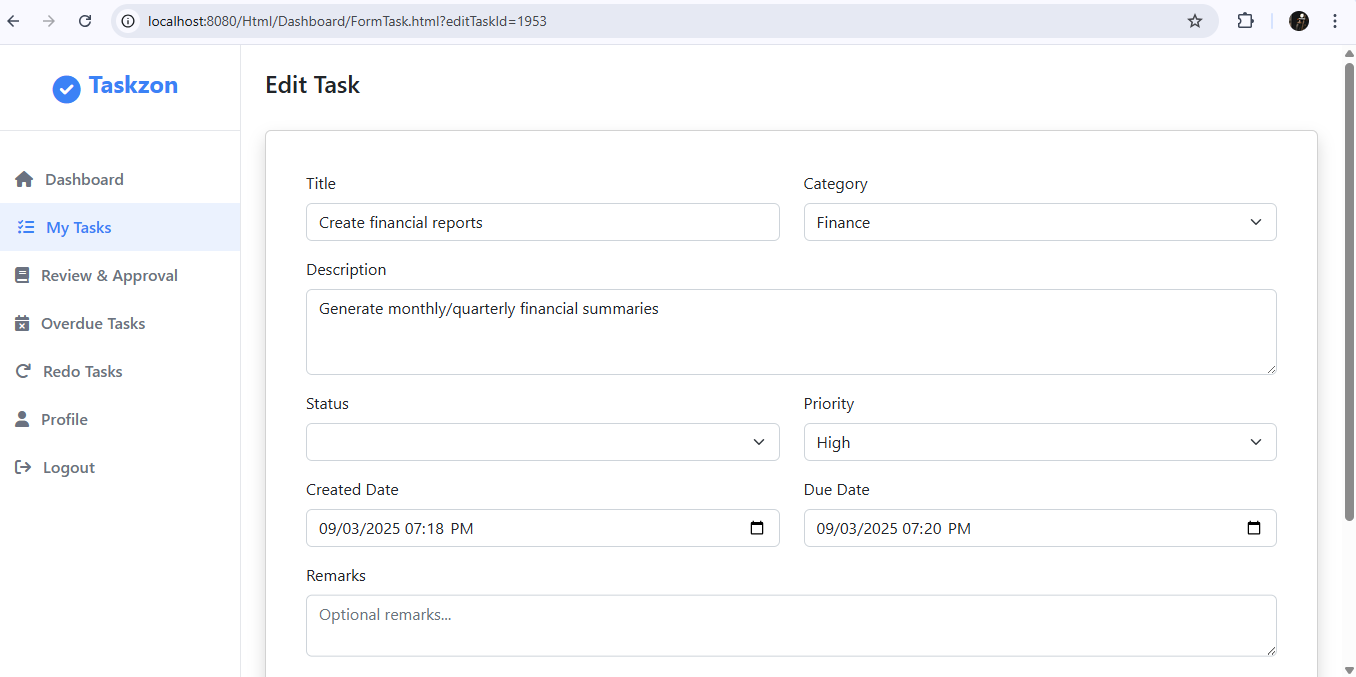 localhost:8080/Html/Dashboard/FormTask.html?editTaskId=1953
Taskzon
Edit Task
Dashboard
My Tasks
Review & Approval
Overdue Tasks
Redo Tasks
Profile
Logout
Title
Category
Create financial reports
Finance
Description
Generate monthly/quarterly financial summaries
Status
Priority
High
Created Date
Due Date
09/03/2025 07:18 PM
09/03/2025 07:20 PM
Remarks
Optional remarks...